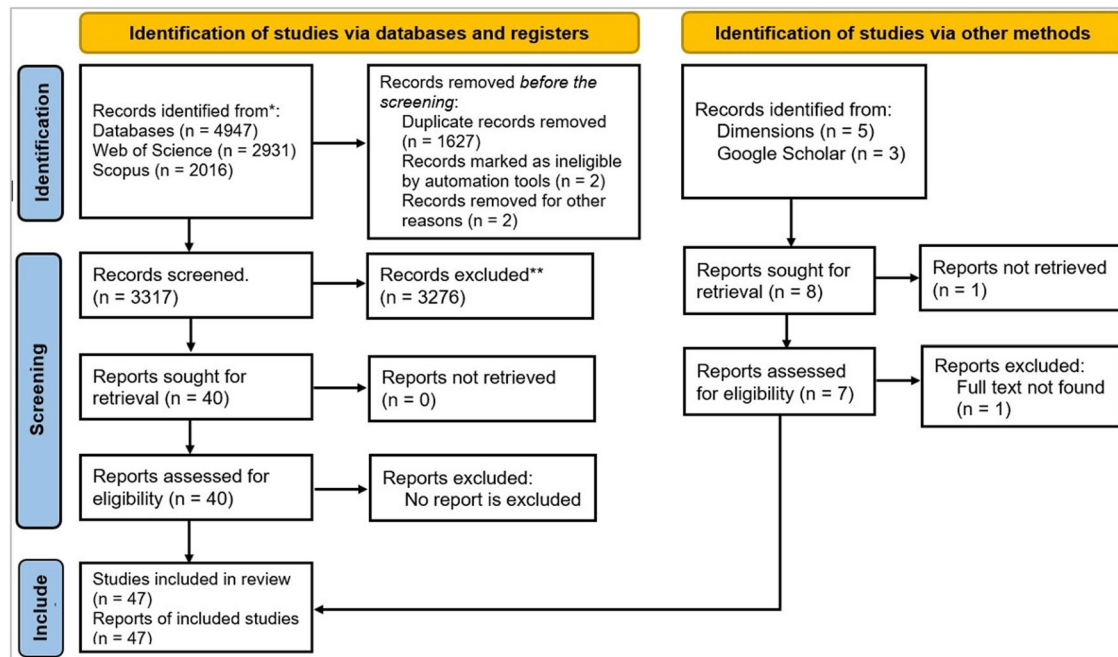 Identification of studies via databases and registers
Identification of studies via other methods
Identification
Records identified from*:
Databases (n = 4947)
Web of Science (n = 2931)
Scopus (n = 2016)
Records removed before the
screening:
Duplicate records removed
(n = 1627)
Records marked as ineligible
by automation tools (n = 2)
Records removed for other
reasons (n = 2)
Records identified from:
Dimensions (n = 5)
Google Scholar (n = 3)
Screening
Records screened.
(n = 3317)
Records excluded**
(n = 3276)
Reports sought for
retrieval (n = 8)
Reports not retrieved
(n = 1)
Reports sought for
retrieval (n = 40)
Reports not retrieved
(n = 0)
Reports assessed
for eligibility (n = 7)
Reports excluded:
Full text not found
(n = 1)
Reports assessed for
eligibility (n = 40)
Reports excluded:
No report is excluded
Include
Studies included in review
(n = 47)
Reports of included studies
(n = 47)